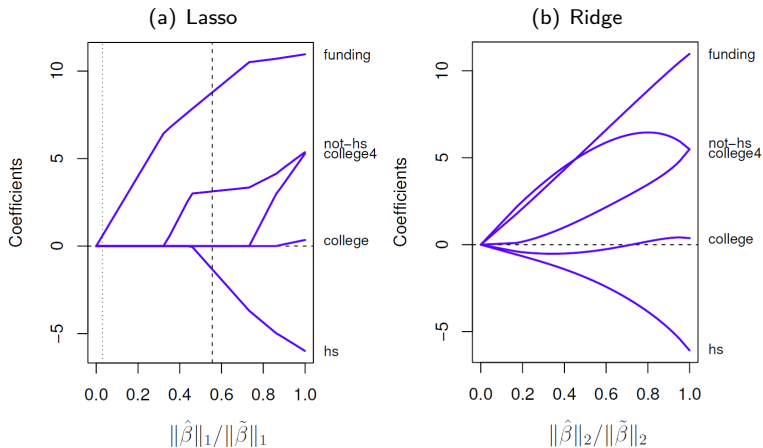 (a) Lasso
10
5
0
−5
Coefficients
0.0 0.2 0.4 0.6 0.8 1.0
‖β̂‖₁/‖β̃‖₁
funding
not−hs
college4
college
hs
(b) Ridge
10
5
0
−5
Coefficients
0.0 0.2 0.4 0.6 0.8 1.0
‖β̂‖₂/‖β̃‖₂
funding
not−hs
college4
college
hs